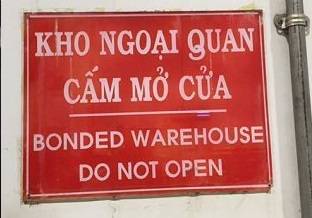 KHO NGOẠI QUAN
CẤM MỞ CỬA
BONDED WAREHOUSE
DO NOT OPEN